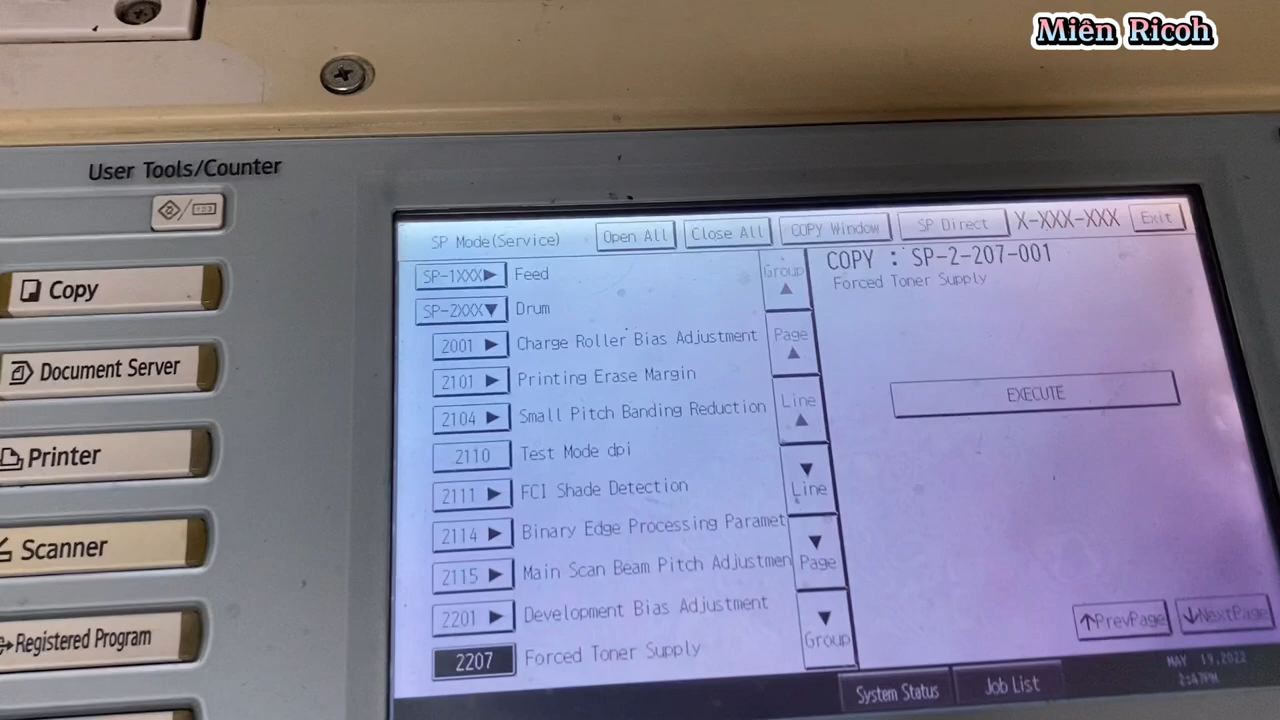 Miên Ricoh
User Tools/Counter
Copy
Document Server
Printer
Scanner
Registered Program
SP Mode(Service) Open All Close All COPY Window SP Direct X-XXX-XXX Exit
SP-1XXX▶ Feed
SP-2XXX▼ Drum
2001 ▶ Charge Roller Bias Adjustment
2101 ▶ Printing Erase Margin
2104 ▶ Small Pitch Banding Reduction
2110 Test Mode dpi
2111 ▶ FCI Shade Detection
2114 ▶ Binary Edge Processing Paramet
2115 ▶ Main Scan Beam Pitch Adjustmen
2201 ▶ Development Bias Adjustment
2207 Forced Toner Supply
Group
▲
Page
▲
Line
▲
▼
Line
▼
Page
▼
Group
COPY : SP-2-207-001
Forced Toner Supply
EXECUTE
↑PrevPage ↓NextPage
System Status Job List
MAY 19,2022
2:47PM